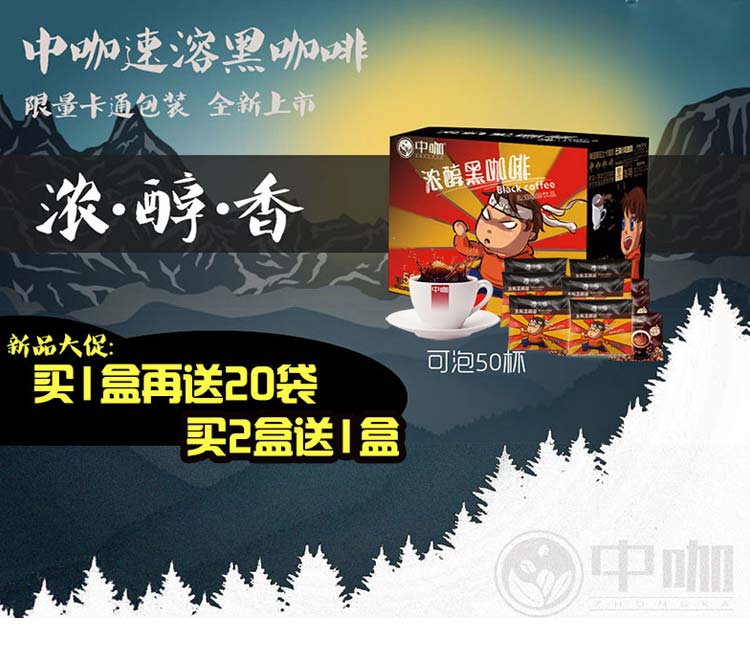 中咖速溶黑咖啡
限量卡通包装 全新上市
浓·醇·香
中咖
浓醇黑咖啡
Black coffee
中咖
可泡50杯
新品大促:
买1盒再送20袋
买2盒送1盒
中咖
ZHONGKA